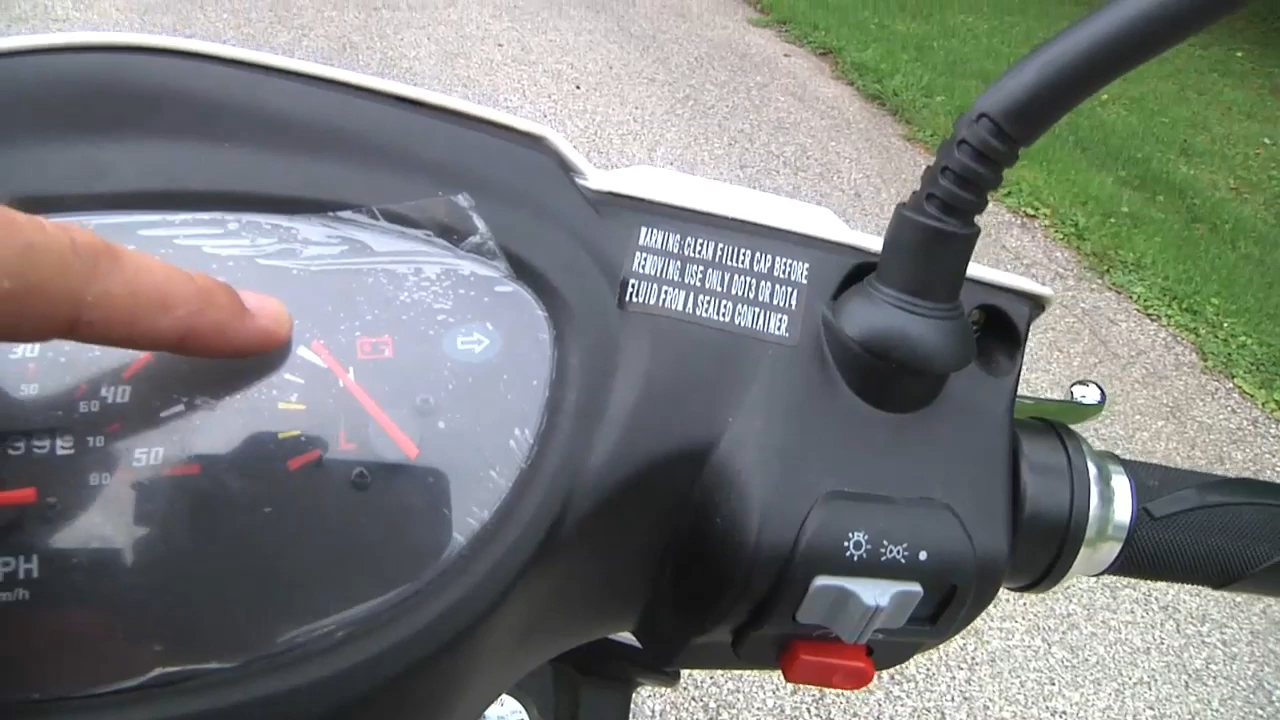 WARNING: CLEAN FILLER CAP BEFORE
REMOVING. USE ONLY DOT3 OR DOT4
FLUID FROM A SEALED CONTAINER.
30
50
40
60
70
50
80
L
PH
m/h